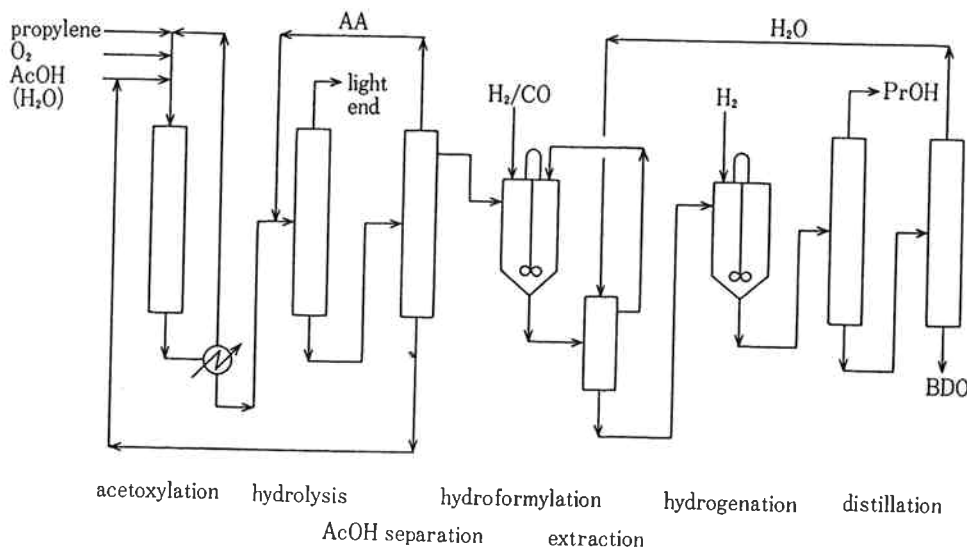 propylene
O₂
AcOH
(H₂O)
AA
light
end
H₂/CO
H₂O
H₂
PrOH
BDO
acetoxylation hydrolysis hydroformylation hydrogenation distillation
AcOH separation extraction